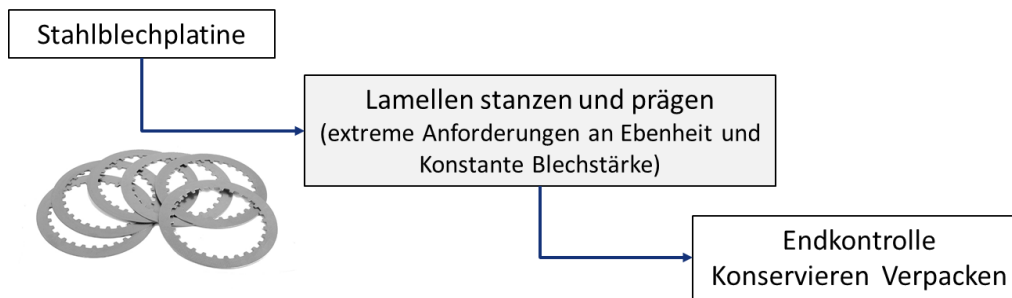 Stahlblechplatine
Lamellen stanzen und prägen
(extreme Anforderungen an Ebenheit und
Konstante Blechstärke)
Endkontrolle
Konservieren Verpacken